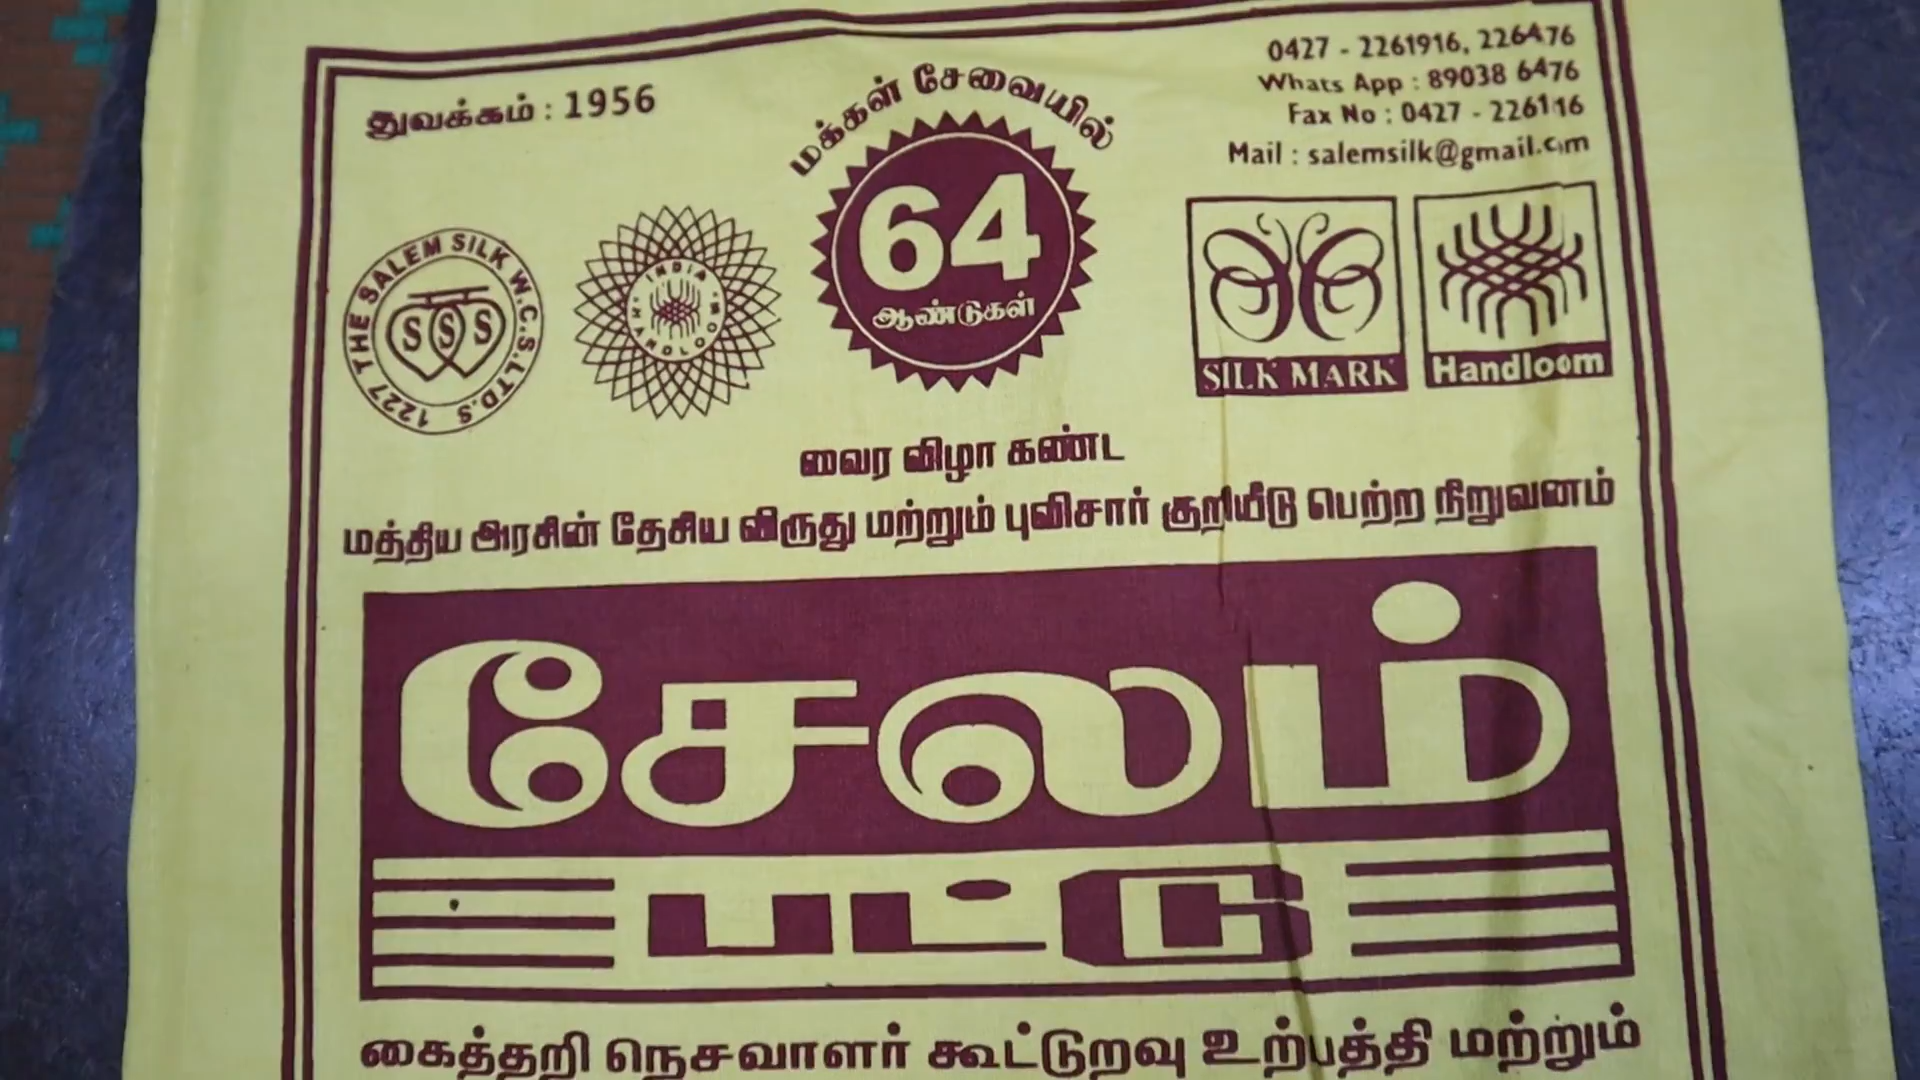 துவக்கம் : 1956
மக்கள் சேவையில்
64
ஆண்டுகள்
0427 - 2261916, 226476
Whats App : 89038 6476
Fax No : 0427 - 226116
Mail : salemsilk@gmail.cm
1227 THE SALEM SILK W.C.S.LTD.S
SSS
INDIA HANDLOOM
SILK MARK
Handloom
வைர விழா கண்ட
மத்திய அரசின் தேசிய விருது மற்றும் புவிசார் குறியீடு பெற்ற நிறுவனம்
சேலம்
பட்டு
கைத்தறி நெசவாளர் கூட்டுறவு உற்பத்தி மற்றும்